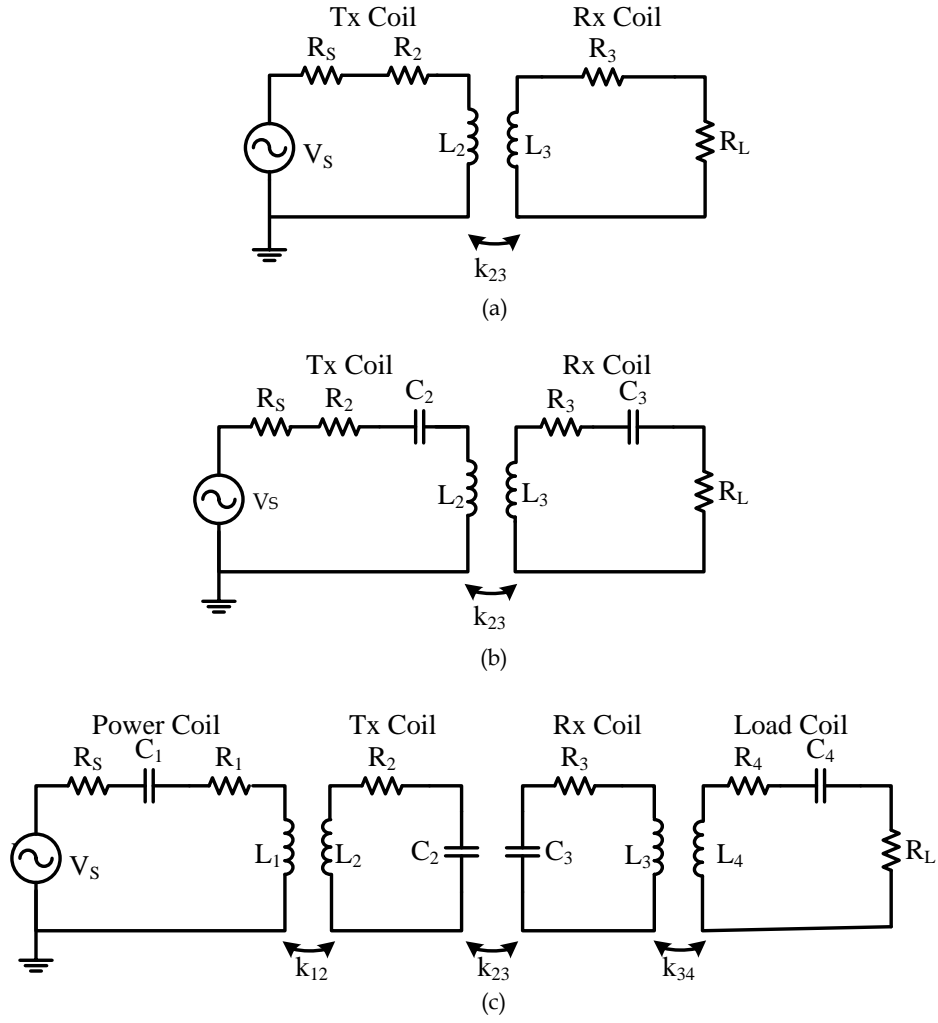 Tx Coil Rx Coil
R_S R_2 R_3
V_S L_2 L_3 R_L
k_23
(a)
Tx Coil Rx Coil
R_S R_2 C_2 R_3 C_3
V_S L_2 L_3 R_L
k_23
(b)
Power Coil Tx Coil Rx Coil Load Coil
R_S C_1 R_1 R_2 R_3 R_4 C_4
V_S L_1 L_2 C_2 C_3 L_3 L_4 R_L
k_12 k_23 k_34
(c)